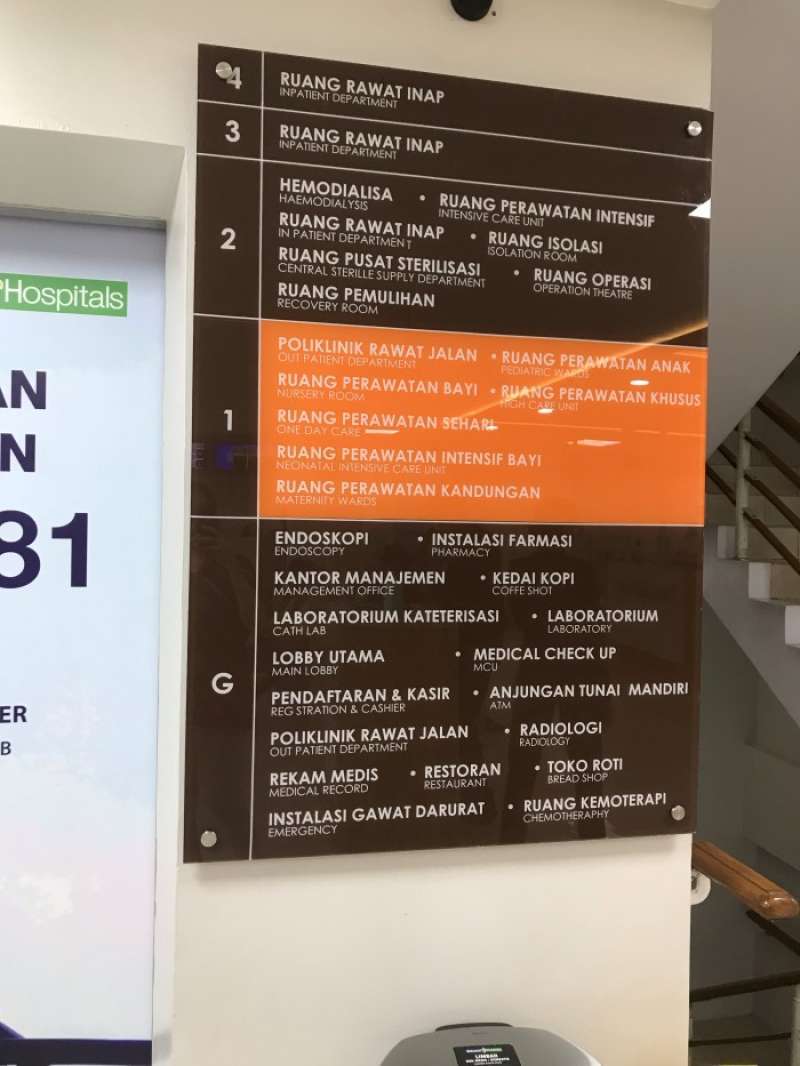 4
RUANG RAWAT INAP
INPATIENT DEPARTMENT
3
RUANG RAWAT INAP
INPATIENT DEPARTMENT
2
HEMODIALISA • RUANG PERAWATAN INTENSIF
HAEMODIALYSIS INTENSIVE CARE UNIT
RUANG RAWAT INAP • RUANG ISOLASI
IN PATIENT DEPARTMENT ISOLATION ROOM
RUANG PUSAT STERILISASI • RUANG OPERASI
CENTRAL STERILLE SUPPLY DEPARTMENT OPERATION THEATRE
RUANG PEMULIHAN
RECOVERY ROOM
1
POLIKLINIK RAWAT JALAN • RUANG PERAWATAN ANAK
OUT PATIENT DEPARTMENT PEDIATRIC WARDS
RUANG PERAWATAN BAYI • RUANG PERAWATAN KHUSUS
NURSERY ROOM HIGH CARE UNIT
RUANG PERAWATAN SEHARI
ONE DAY CARE
RUANG PERAWATAN INTENSIF BAYI
NEONATAL INTENSIVE CARE UNIT
RUANG PERAWATAN KANDUNGAN
MATERNITY WARDS
G
ENDOSKOPI • INSTALASI FARMASI
ENDOSCOPY PHARMACY
KANTOR MANAJEMEN • KEDAI KOPI
MANAGEMENT OFFICE COFFE SHOT
LABORATORIUM KATETERISASI • LABORATORIUM
CATH LAB LABORATORY
LOBBY UTAMA • MEDICAL CHECK UP
MAIN LOBBY MCU
PENDAFTARAN & KASIR • ANJUNGAN TUNAI MANDIRI
REG STRATION & CASHIER ATM
POLIKLINIK RAWAT JALAN • RADIOLOGI
OUT PATIENT DEPARTMENT RADIOLOGY
REKAM MEDIS • RESTORAN • TOKO ROTI
MEDICAL RECORD RESTAURANT BREAD SHOP
INSTALASI GAWAT DARURAT • RUANG KEMOTERAPI
EMERGENCY CHEMOTHERAPHY
Hospitals
AN
N
81
ER
B
LIMBAH